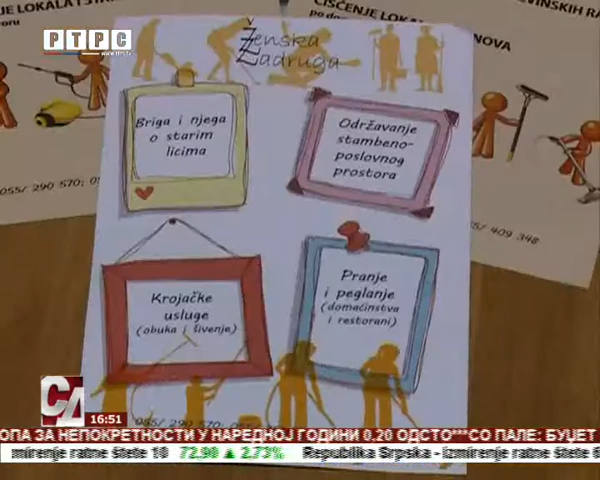 РТРС
ČIŠĆENJE LOKALA
NOVA
Ženska
Zadruga
Briga i njega
o starim
licima
Održavanje
stambeno-
poslovnog
prostora
055/ 290 570;
055/ 409 348
Krojačke
usluge
(obuka i šivenje)
Pranje
i peglanje
(domaćinstva
i restorani)
16:51
ОПА ЗА НЕПОКРЕТНОСТИ У НАРЕДНОЈ ГОДИНИ 0,20 ОДСТО***СО ПАЛЕ: БУЏЕТ
mirenje ratne štete 10 72,90 ▲ 2,73% Republika Srpska - izmirenje ratne štete